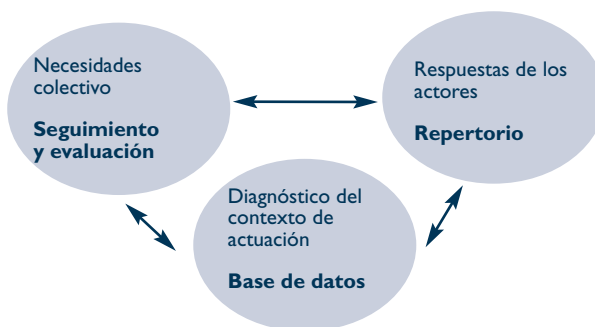 Necesidades
colectivo
Seguimiento
y evaluación
Respuestas de los
actores
Repertorio
Diagnóstico del
contexto de
actuación
Base de datos